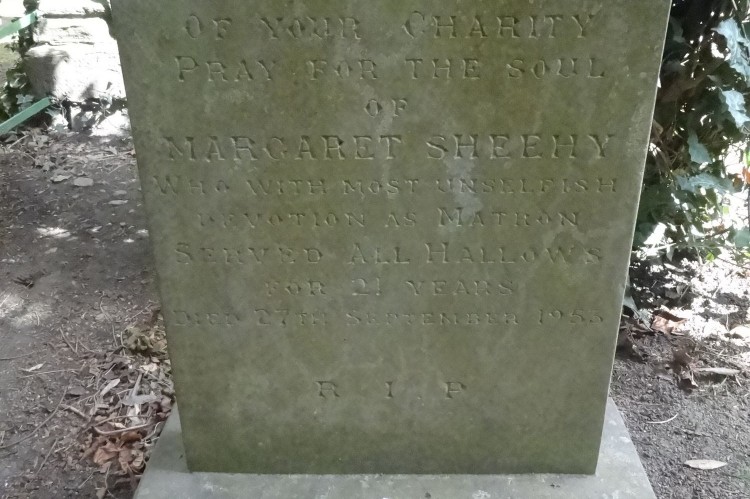 OF YOUR CHARITY
PRAY FOR THE SOUL
OF
MARGARET SHEEHY
WHO WITH MOST UNSELFISH
DEVOTION AS MATRON
SERVED ALL HALLOWS
FOR 21 YEARS
DIED 27TH SEPTEMBER
R I P